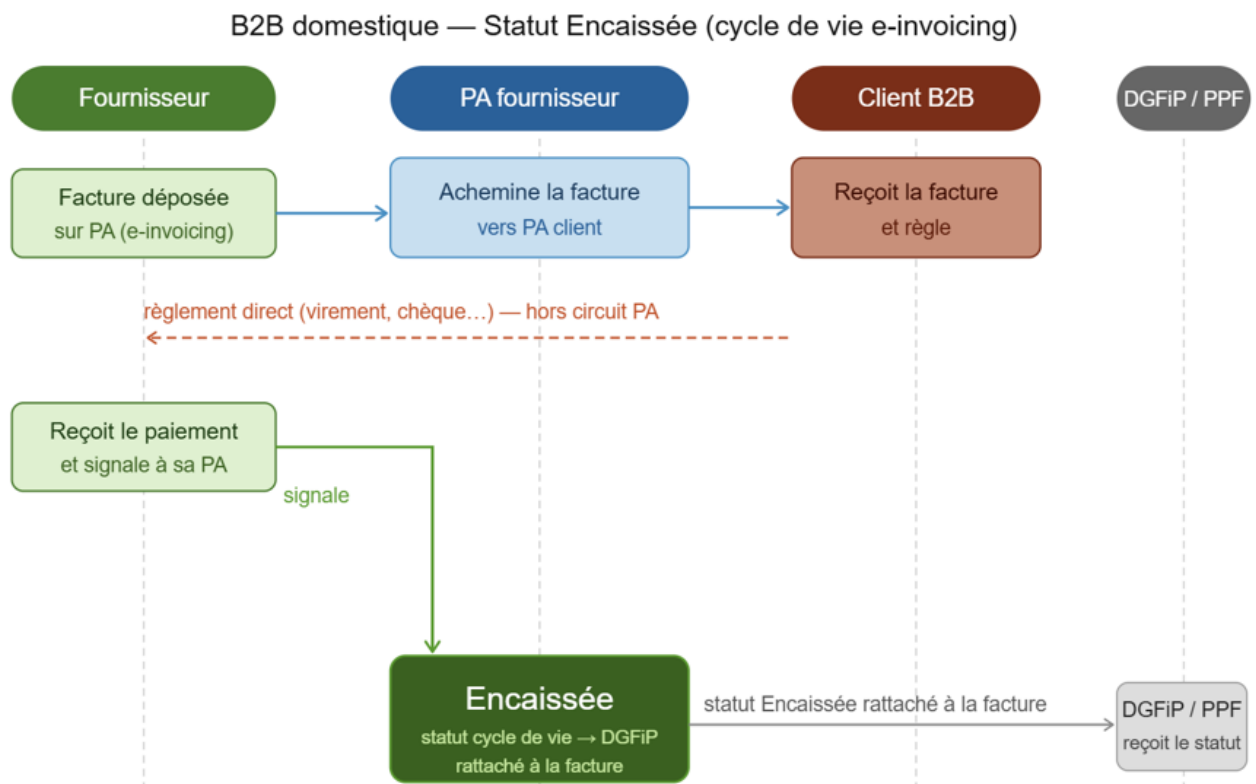 B2B domestique — Statut Encaissée (cycle de vie e-invoicing)
Fournisseur
PA fournisseur
Client B2B
DGFiP / PPF
Facture déposée
sur PA (e-invoicing)
Achemine la facture
vers PA client
Reçoit la facture
et règle
règlement direct (virement, chèque…) — hors circuit PA
Reçoit le paiement
et signale à sa PA
signale
Encaissée
statut cycle de vie → DGFiP
rattaché à la facture
statut Encaissée rattaché à la facture
DGFiP / PPF
reçoit le statut